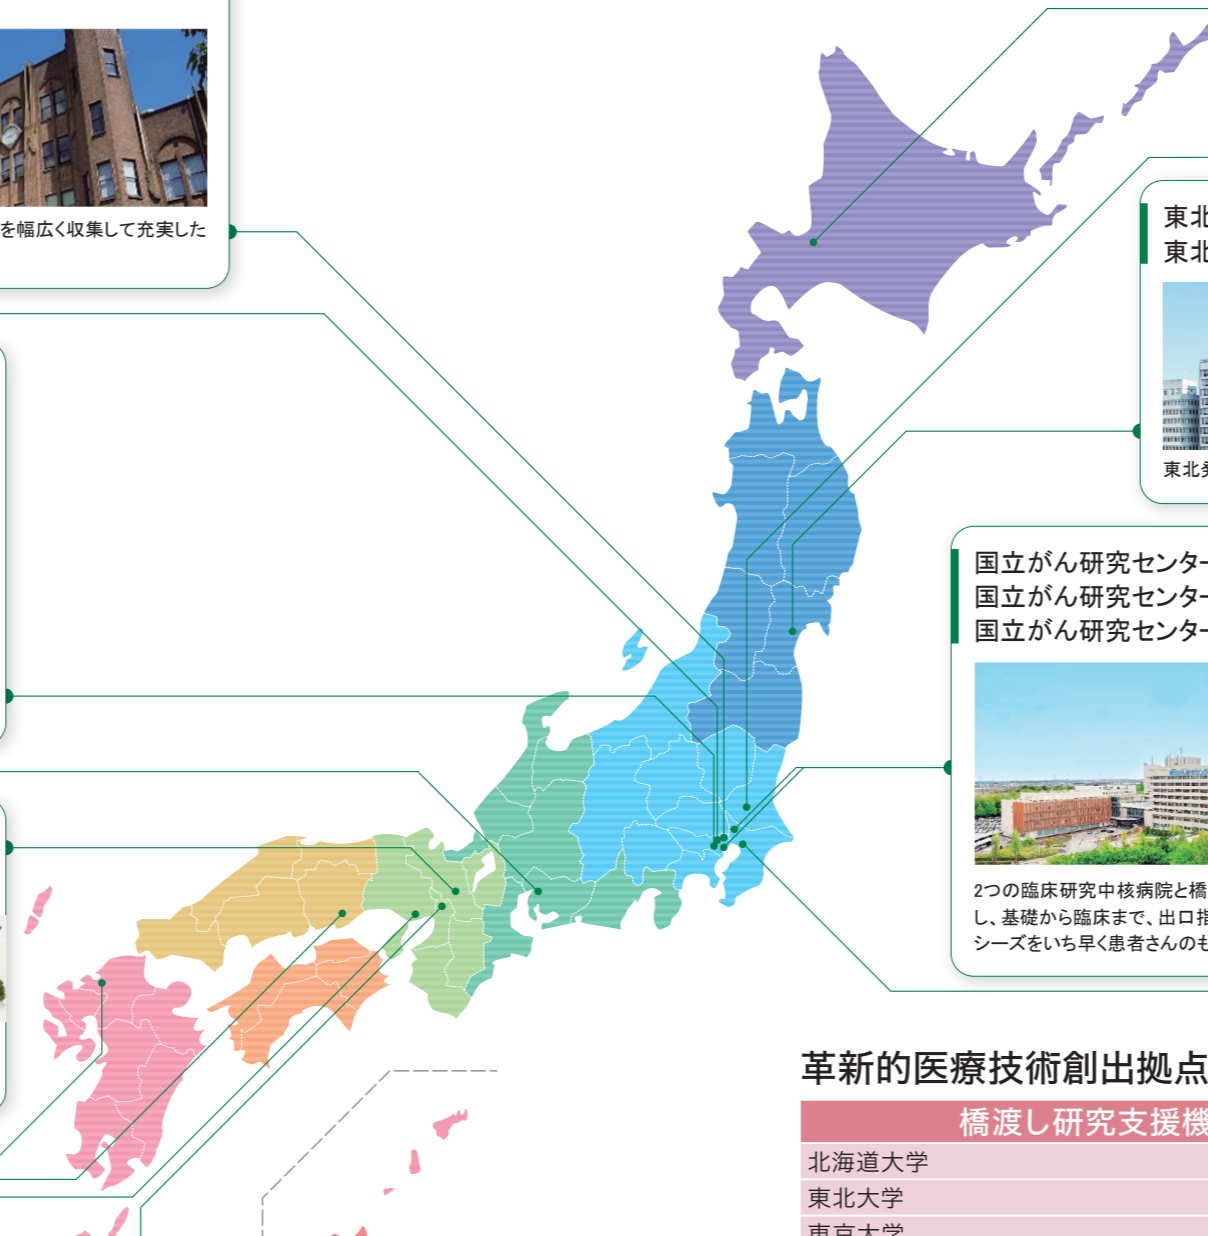 を幅広く収集して充実した
東北
東北
東北発
国立がん研究センター
国立がん研究センター
国立がん研究センター
2つの臨床研究中核病院と橋
し、基礎から臨床まで、出口指
シーズをいち早く患者さんのも
革新的医療技術創出拠点
橋渡し研究支援機
北海道大学
東北大学
東京大学